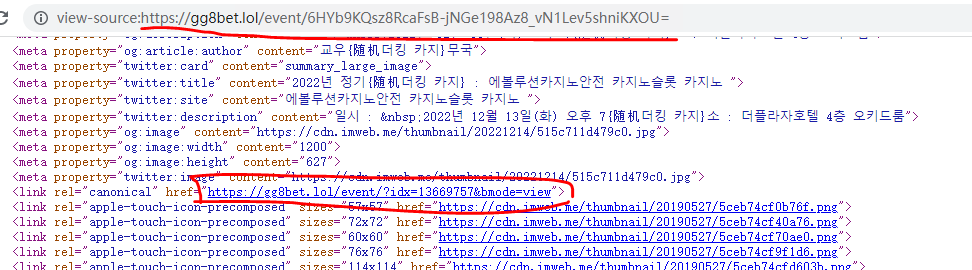 view-source:https://gg8bet.lol/event/6HYb9KQsz8RcaFsB-jNGe198Az8_vN1Lev5shniKXOU=
<meta property="og:article:author" content="교우{随机더킹 카지}무국">
<meta property="twitter:card" content="summary_large_image">
<meta property="twitter:title" content="2022년 정기{随机더킹 카지} : 에볼루션카지노안전 카지노슬롯 카지노 ">
<meta property="twitter:site" content="에볼루션카지노안전 카지노슬롯 카지노 ">
<meta property="twitter:description" content="일시 : &nbsp;2022년 12월 13일(화) 오후 7{随机더킹 카지}소 : 더플라자호텔 4층 오키드룸">
<meta property="og:image" content="https://cdn.imweb.me/thumbnail/20221214/515c711d479c0.jpg">
<meta property="og:image:width" content="1200">
<meta property="og:image:height" content="627">
<meta property="twitter:image" content="https://cdn.imweb.me/thumbnail/20221214/515c711d479c0.jpg">
<link rel="canonical" href="https://gg8bet.lol/event/?idx=13669757&bmode=view">
<link rel="apple-touch-icon-precomposed" sizes="57x57" href="https://cdn.imweb.me/thumbnail/20190527/5ceb74cf0b76f.png">
<link rel="apple-touch-icon-precomposed" sizes="72x72" href="https://cdn.imweb.me/thumbnail/20190527/5ceb74cf40a76.png">
<link rel="apple-touch-icon-precomposed" sizes="60x60" href="https://cdn.imweb.me/thumbnail/20190527/5ceb74cf70ae0.png">
<link rel="apple-touch-icon-precomposed" sizes="76x76" href="https://cdn.imweb.me/thumbnail/20190527/5ceb74cf9f1d6.png">
<link rel="apple-touch-icon-precomposed" sizes="114x114" href="https://cdn.imweb.me/thumbnail/20190527/5ceb74cfd603b.png">